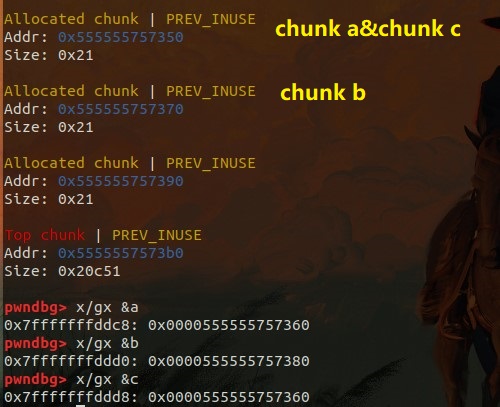 Allocated chunk | PREV_INUSE
chunk a&chunk c
Addr: 0x555555757350
Size: 0x21
Allocated chunk | PREV_INUSE
chunk b
Addr: 0x555555757370
Size: 0x21
Allocated chunk | PREV_INUSE
Addr: 0x555555757390
Size: 0x21
Top chunk | PREV_INUSE
Addr: 0x5555557573b0
Size: 0x20c51
pwndbg> x/gx &a
0x7fffffffddc8: 0x0000555555757360
pwndbg> x/gx &b
0x7fffffffddd0: 0x0000555555757380
pwndbg> x/gx &c
0x7fffffffddd8: 0x0000555555757360